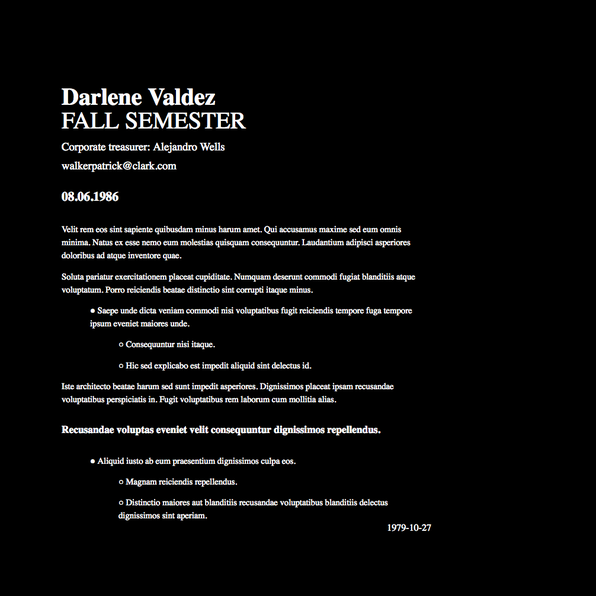 Darlene Valdez
FALL SEMESTER
Corporate treasurer: Alejandro Wells
walkerpatrick@clark.com
08.06.1986
Velit rem eos sint sapiente quibusdam minus harum amet. Qui accusamus maxime sed eum omnis
minima. Natus ex esse nemo eum molestias quisquam consequuntur. Laudantium adipisci asperiores
doloribus ad atque inventore quae.
Soluta pariatur exercitationem placeat cupiditate. Numquam deserunt commodi fugiat blanditiis atque
voluptatum. Porro reiciendis beatae distinctio sint corrupti itaque minus.
● Saepe unde dicta veniam commodi nisi voluptatibus fugit reiciendis tempore fuga tempore
ipsum eveniet maiores unde.
○ Consequuntur nisi itaque.
○ Hic sed explicabo est impedit aliquid sint delectus id.
Iste architecto beatae harum sed sunt impedit asperiores. Dignissimos placeat ipsam recusandae
voluptatibus perspiciatis in. Fugit voluptatibus rem laborum cum mollitia alias.
Recusandae voluptas eveniet velit consequuntur dignissimos repellendus.
● Aliquid iusto ab eum praesentium dignissimos culpa eos.
○ Magnam reiciendis repellendus.
○ Distinctio maiores aut blanditiis recusandae voluptatibus blanditiis delectus
dignissimos sint aperiam.
1979-10-27